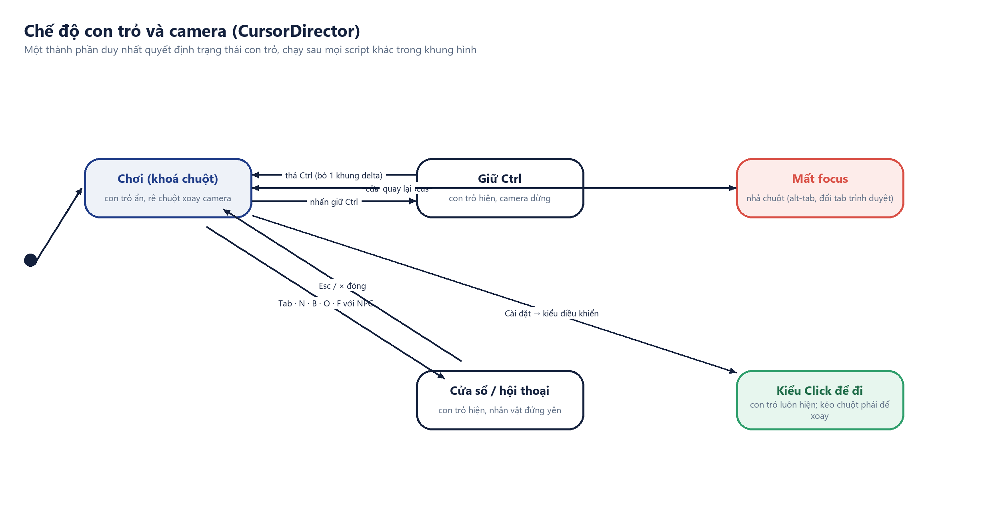 Chế độ con trỏ và camera (CursorDirector)
Một thành phần duy nhất quyết định trạng thái con trỏ, chạy sau mọi script khác trong khung hình
Chơi (khoá chuột)
con trỏ ẩn, rê chuột xoay camera
thả Ctrl (bỏ 1 khung delta)
cửa
quay lại
nhấn giữ Ctrl
Giữ Ctrl
con trỏ hiện, camera dừng
Mất focus
nhả chuột (alt-tab, đổi tab trình duyệt)
Esc / × đóng
Tab · N · B · O · F với NPC
Cài đặt → kiểu điều khiển
Cửa sổ / hội thoại
con trỏ hiện, nhân vật đứng yên
Kiểu Click để đi
con trỏ luôn hiện; kéo chuột phải để
xoay